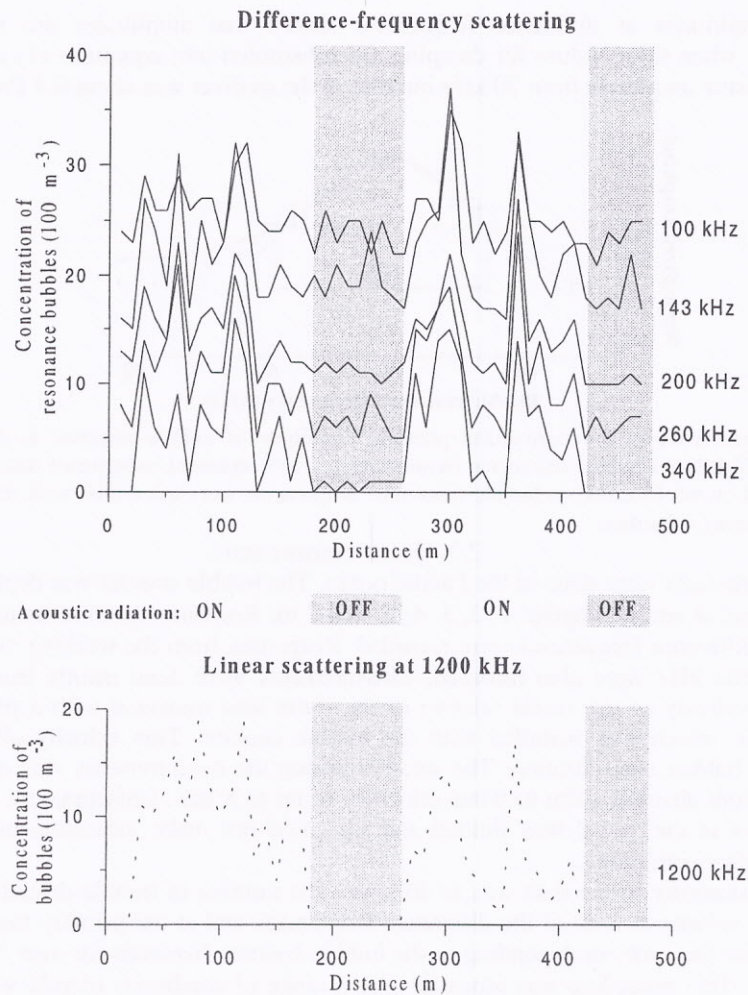 Difference-frequency scattering
40
30
20
10
0
Concentration of
resonance bubbles (100 m-3)
100 kHz
143 kHz
200 kHz
260 kHz
340 kHz
0 100 200 300 400 500
Distance (m)
Acoustic radiation: ON OFF ON OFF
Linear scattering at 1200 kHz
20
10
0
Concentration of
bubbles (100 m-3)
1200 kHz
0 100 200 300 400 500
Distance (m)